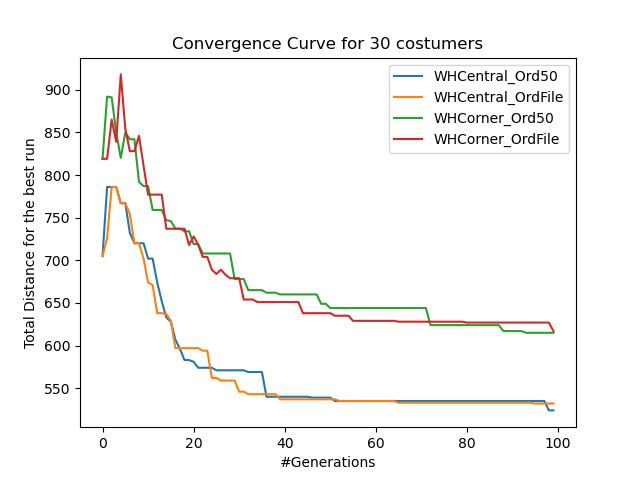 Convergence Curve for 30 costumers
WHCentral_Ord50
WHCentral_OrdFile
WHCorner_Ord50
WHCorner_OrdFile
Total Distance for the best run
900
850
800
750
700
650
600
550
0
20
40
60
80
100
#Generations